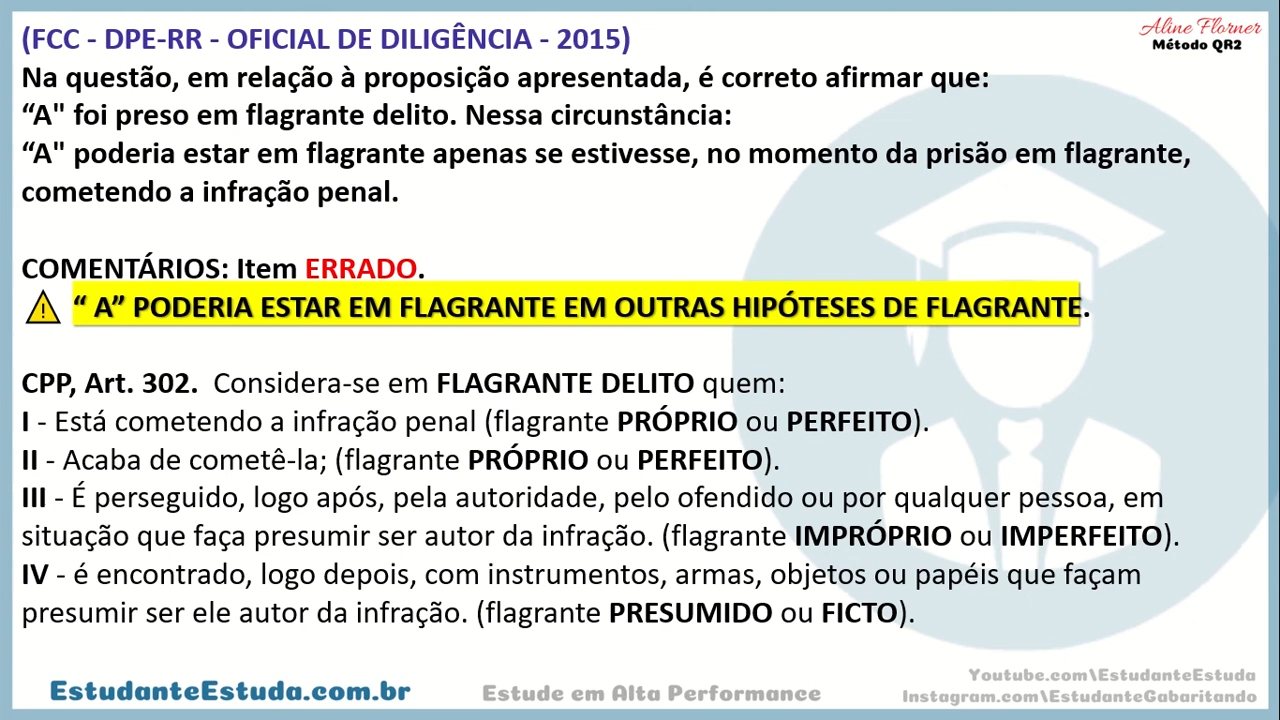 (FCC - DPE-RR - OFICIAL DE DILIGÊNCIA - 2015)
Aline Florner
Método QR2
Na questão, em relação à proposição apresentada, é correto afirmar que:
“A" foi preso em flagrante delito. Nessa circunstância:
“A" poderia estar em flagrante apenas se estivesse, no momento da prisão em flagrante,
cometendo a infração penal.
COMENTÁRIOS: Item ERRADO.
“ A” PODERIA ESTAR EM FLAGRANTE EM OUTRAS HIPÓTESES DE FLAGRANTE.
CPP, Art. 302. Considera-se em FLAGRANTE DELITO quem:
I - Está cometendo a infração penal (flagrante PRÓPRIO ou PERFEITO).
II - Acaba de cometê-la; (flagrante PRÓPRIO ou PERFEITO).
III - É perseguido, logo após, pela autoridade, pelo ofendido ou por qualquer pessoa, em
situação que faça presumir ser autor da infração. (flagrante IMPRÓPRIO ou IMPERFEITO).
IV - é encontrado, logo depois, com instrumentos, armas, objetos ou papéis que façam
presumir ser ele autor da infração. (flagrante PRESUMIDO ou FICTO).
EstudanteEstuda.com.br
Estude em Alta Performance
Youtube.com\EstudanteEstuda
Instagram.com\EstudanteGabaritando